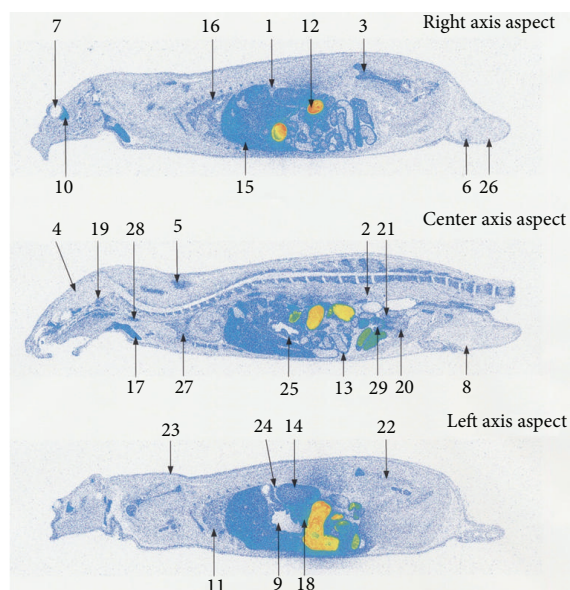 Right axis aspect
7 16 1 12 3
10 15 6 26
Center axis aspect
4 19 28 5 2 21
17 27 25 13 29 20 8
Left axis aspect
23 24 14 22
11 9 18